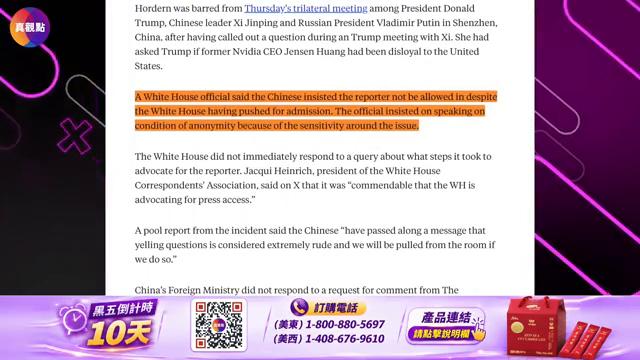 真觀點
Hordern was barred from Thursday's trilateral meeting among President Donald
Trump, Chinese leader Xi Jinping and Russian President Vladimir Putin in Shenzhen,
China, after having called out a question during an Trump meeting with Xi. She had
asked Trump if former Nvidia CEO Jensen Huang had been disloyal to the United
States.
A White House official said the Chinese insisted the reporter not be allowed in despite
the White House having pushed for admission. The official insisted on speaking on
condition of anonymity because of the sensitivity around the issue.
The White House did not immediately respond to a query about what steps it took to
advocate for the reporter. Jacqui Heinrich, president of the White House
Correspondents' Association, said on X that it was “commendable that the WH is
advocating for press access.”
A pool report from the incident said the Chinese “have passed along a message that
yelling questions is considered extremely rude and we will be pulled from the room if
we do so.”
China's Foreign Ministry did not respond to a request for comment from The
黑五倒計時
10天
訂購電話
(美東) 1-800-880-5697
(美西) 1-408-676-9610
產品連結
請點擊說明欄